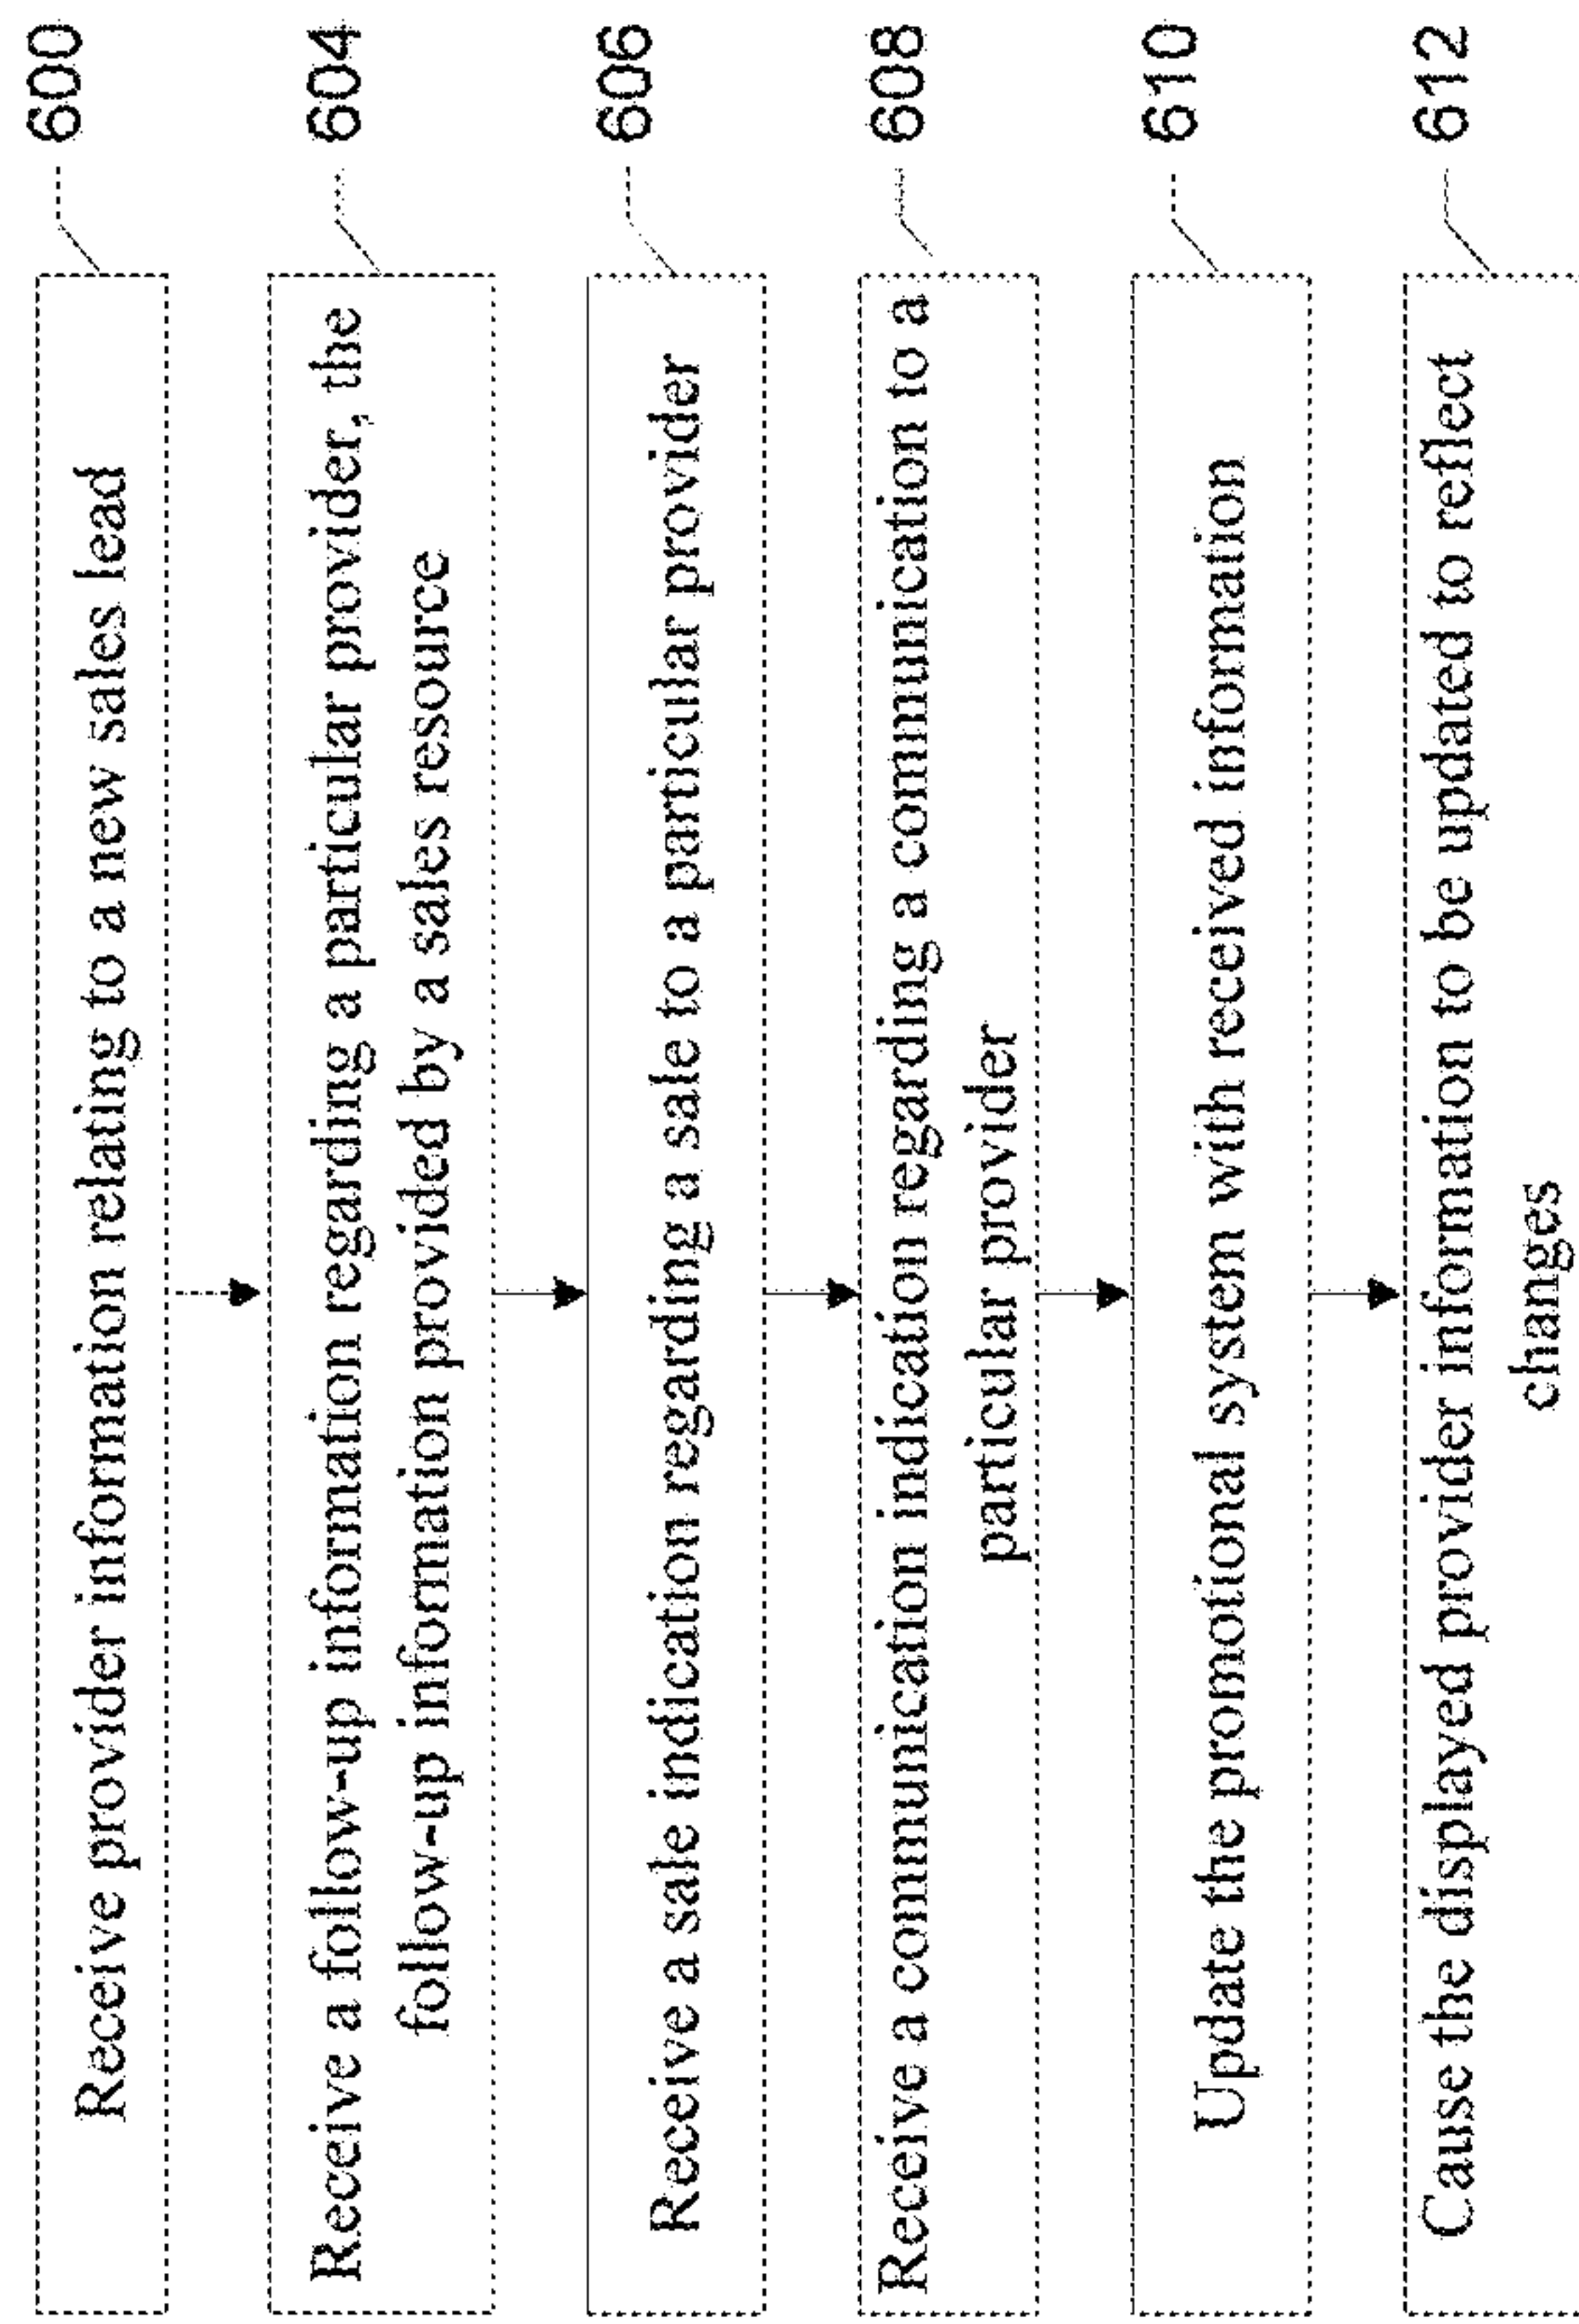 Receive provider information relating to a new sales lead
600
Receive a follow-up information regarding a particular provider, the
follow-up information provided by a sales resource
604
Receive a sale indication regarding a sale to a particular provider
606
Receive a communication indication regarding a communication to a
particular provider
608
Update the promotional system with received information
610
Cause the displayed provider information to be updated to reflect
changes
612